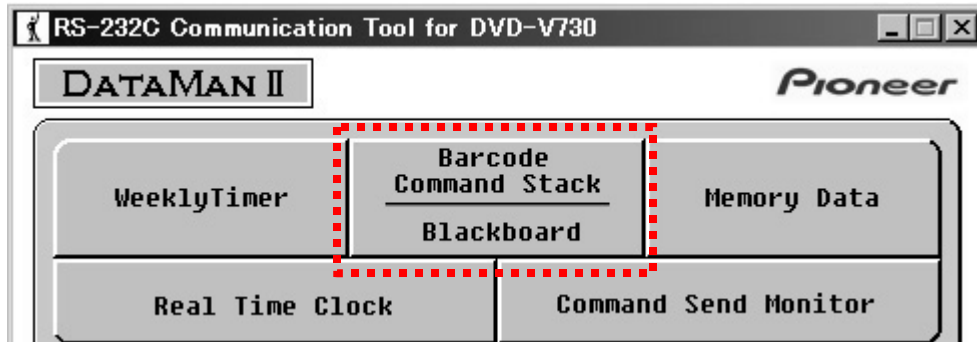 RS-232C Communication Tool for DVD-V730
DATAMAN II
Pioneer
WeeklyTimer
Barcode
Command Stack
Blackboard
Memory Data
Real Time Clock
Command Send Monitor